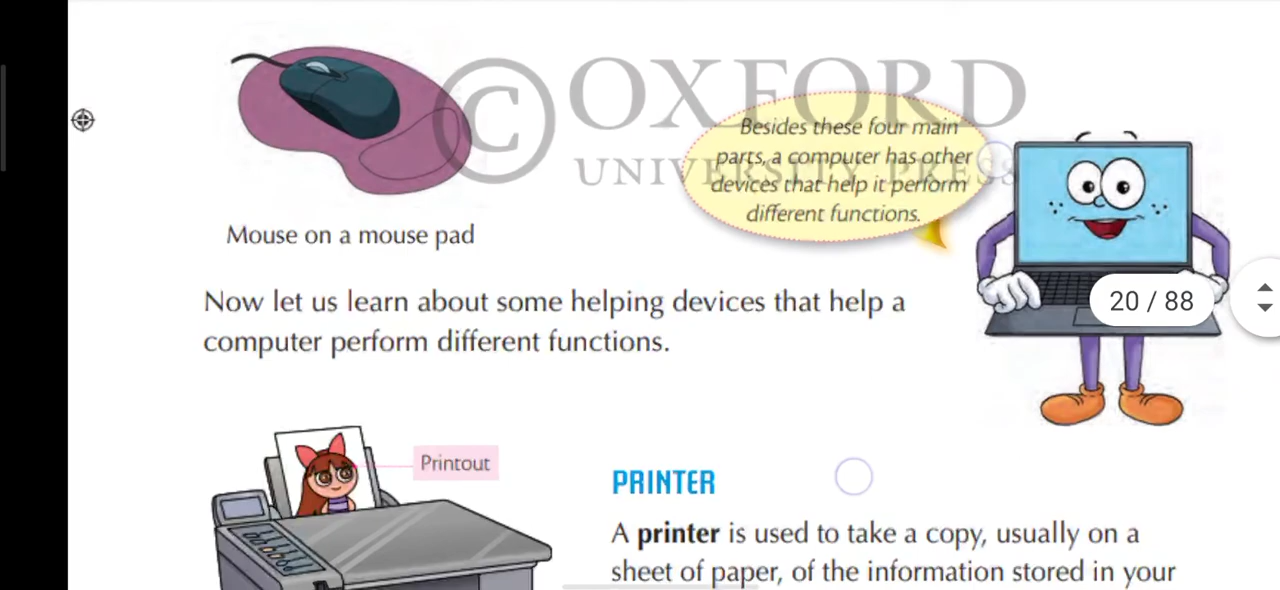 © OXFORD
UNIVERSITY PRESS
Besides these four main
parts, a computer has other
devices that help it perform
different functions.
Mouse on a mouse pad
20 / 88
Now let us learn about some helping devices that help a
computer perform different functions.
Printout
PRINTER
A printer is used to take a copy, usually on a
sheet of paper, of the information stored in your